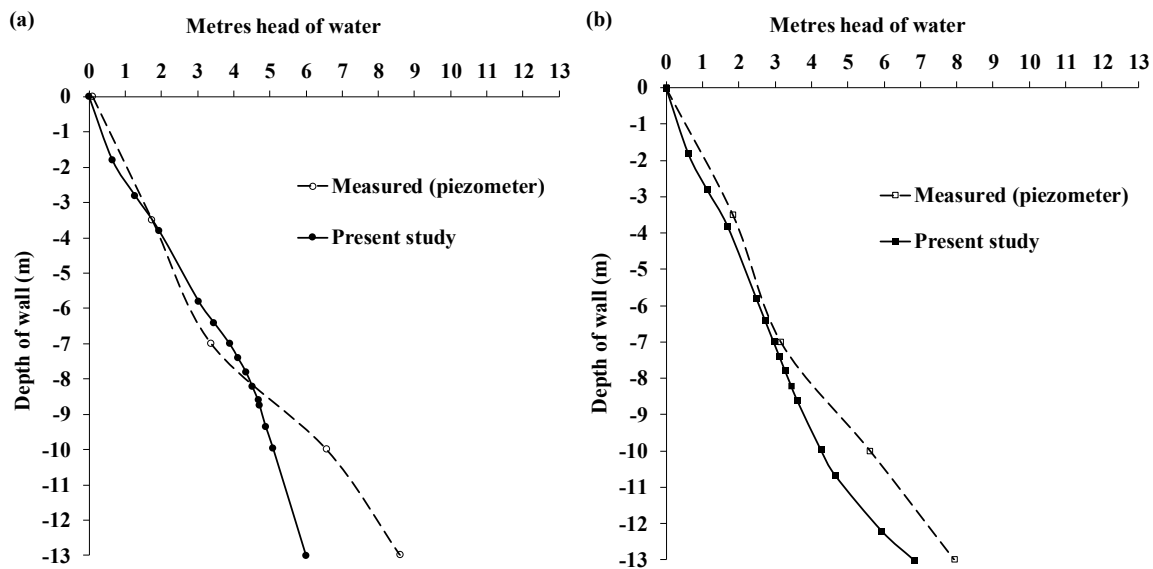 (a)
Metres head of water
0 1 2 3 4 5 6 7 8 9 10 11 12 13
0
-1
-2
-3
-4
-5
-6
-7
-8
-9
-10
-11
-12
-13
Depth of wall (m)
Measured (piezometer)
Present study
(b)
Metres head of water
0 1 2 3 4 5 6 7 8 9 10 11 12 13
0
-1
-2
-3
-4
-5
-6
-7
-8
-9
-10
-11
-12
-13
Depth of wall (m)
Measured (piezometer)
Present study